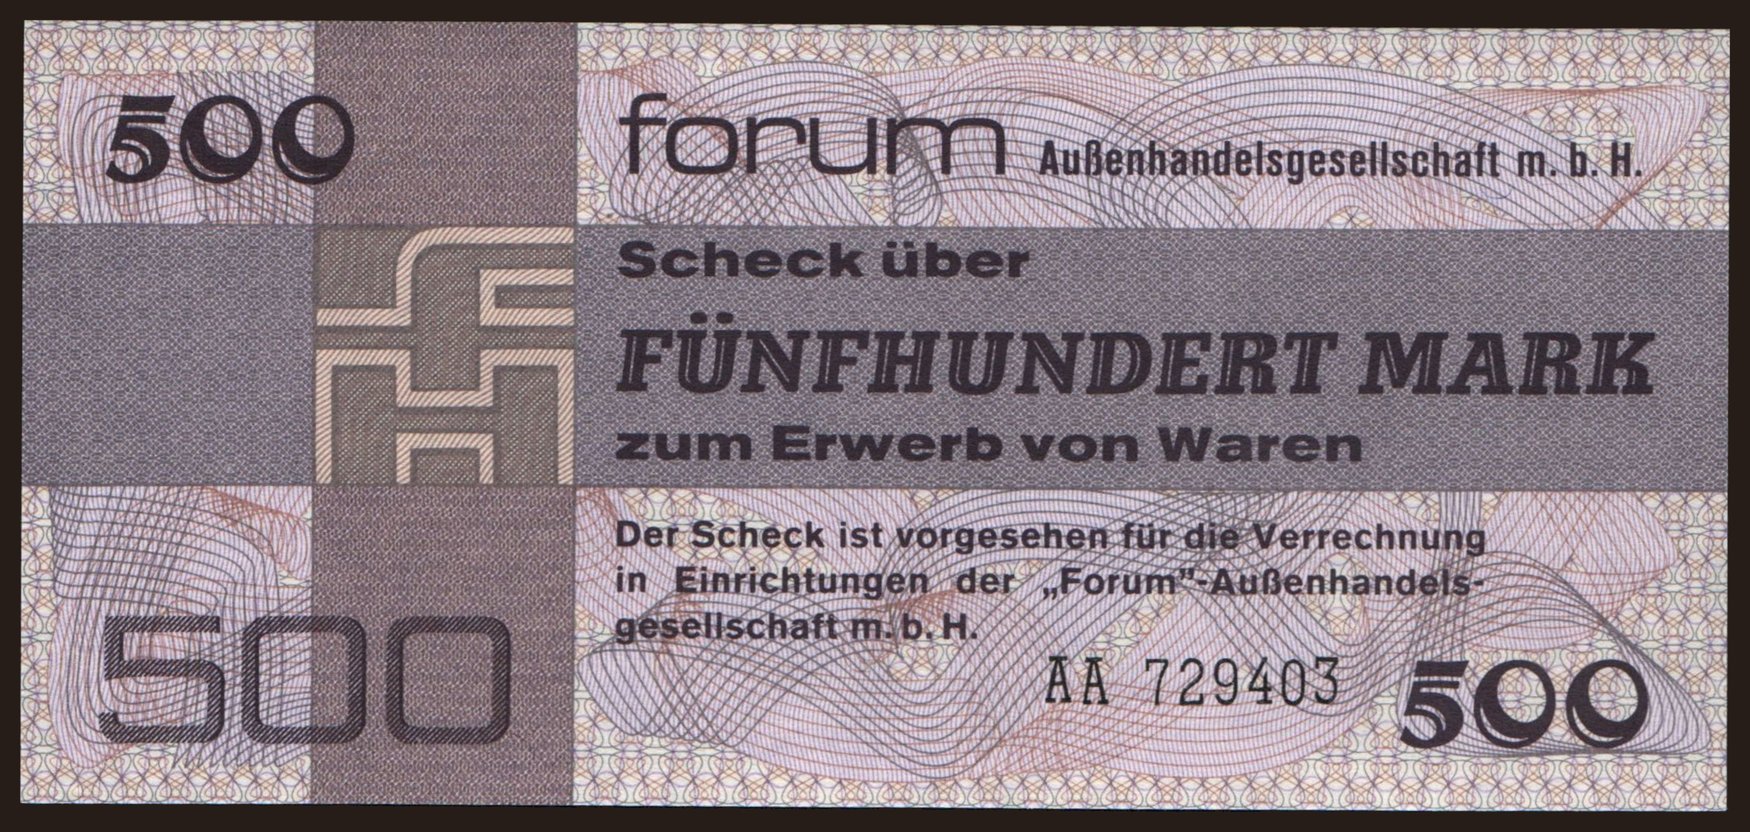 500
forum Außenhandelsgesellschaft m. b. H.
Scheck über
FÜNFHUNDERT MARK
zum Erwerb von Waren
Der Scheck ist vorgesehen für die Verrechnung
in Einrichtungen der „Forum”-Außenhandels-
gesellschaft m. b. H.
500
AA 729403
500